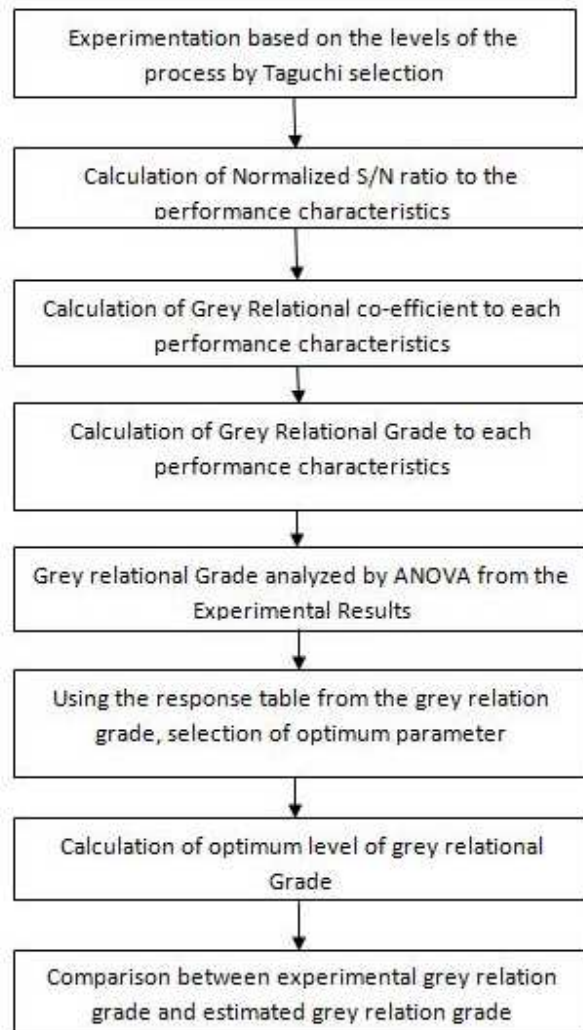 Experimentation based on the levels of the
process by Taguchi selection
Calculation of Normalized S/N ratio to the
performance characteristics
Calculation of Grey Relational co-efficient to each
performance characteristics
Calculation of Grey Relational Grade to each
performance characteristics
Grey relational Grade analyzed by ANOVA from the
Experimental Results
Using the response table from the grey relation
grade, selection of optimum parameter
Calculation of optimum level of grey relational
Grade
Comparison between experimental grey relation
grade and estimated grey relation grade